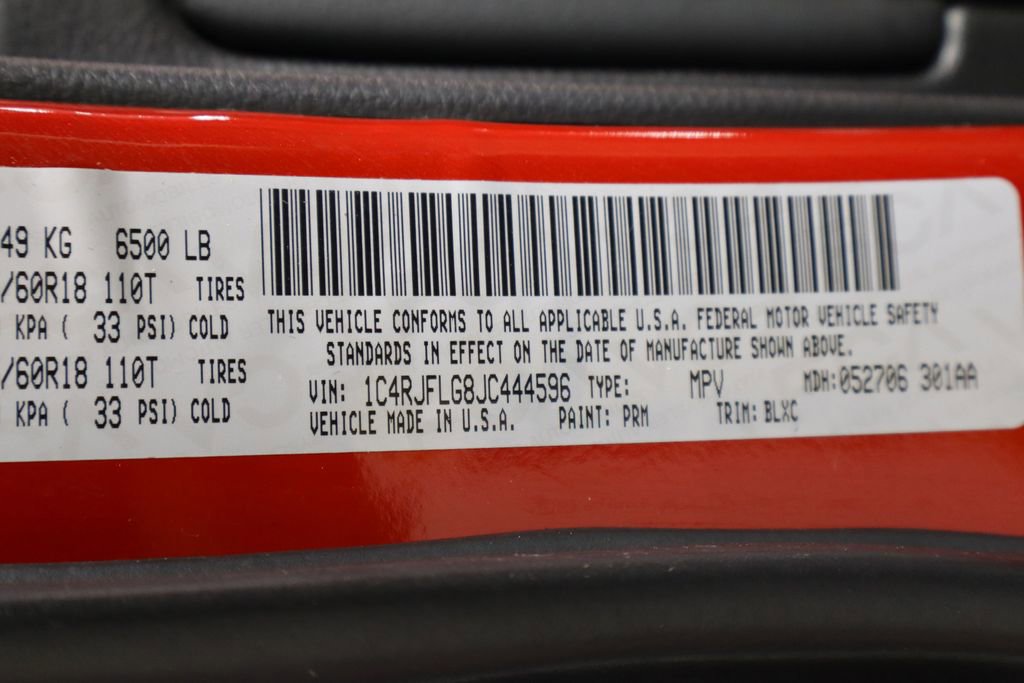 49 KG 6500 LB
/60R18 110T TIRES
KPA ( 33 PSI) COLD
/60R18 110T TIRES
KPA ( 33 PSI) COLD
THIS VEHICLE CONFORMS TO ALL APPLICABLE U.S.A. FEDERAL MOTOR VEHICLE SAFETY
STANDARDS IN EFFECT ON THE DATE OF MANUFACTURE SHOWN ABOVE.
VIN: 1C4RJFLG8JC444596 TYPE: MPV MDH:052706 301AA
VEHICLE MADE IN U.S.A. PAINT: PRM TRIM: BLXC